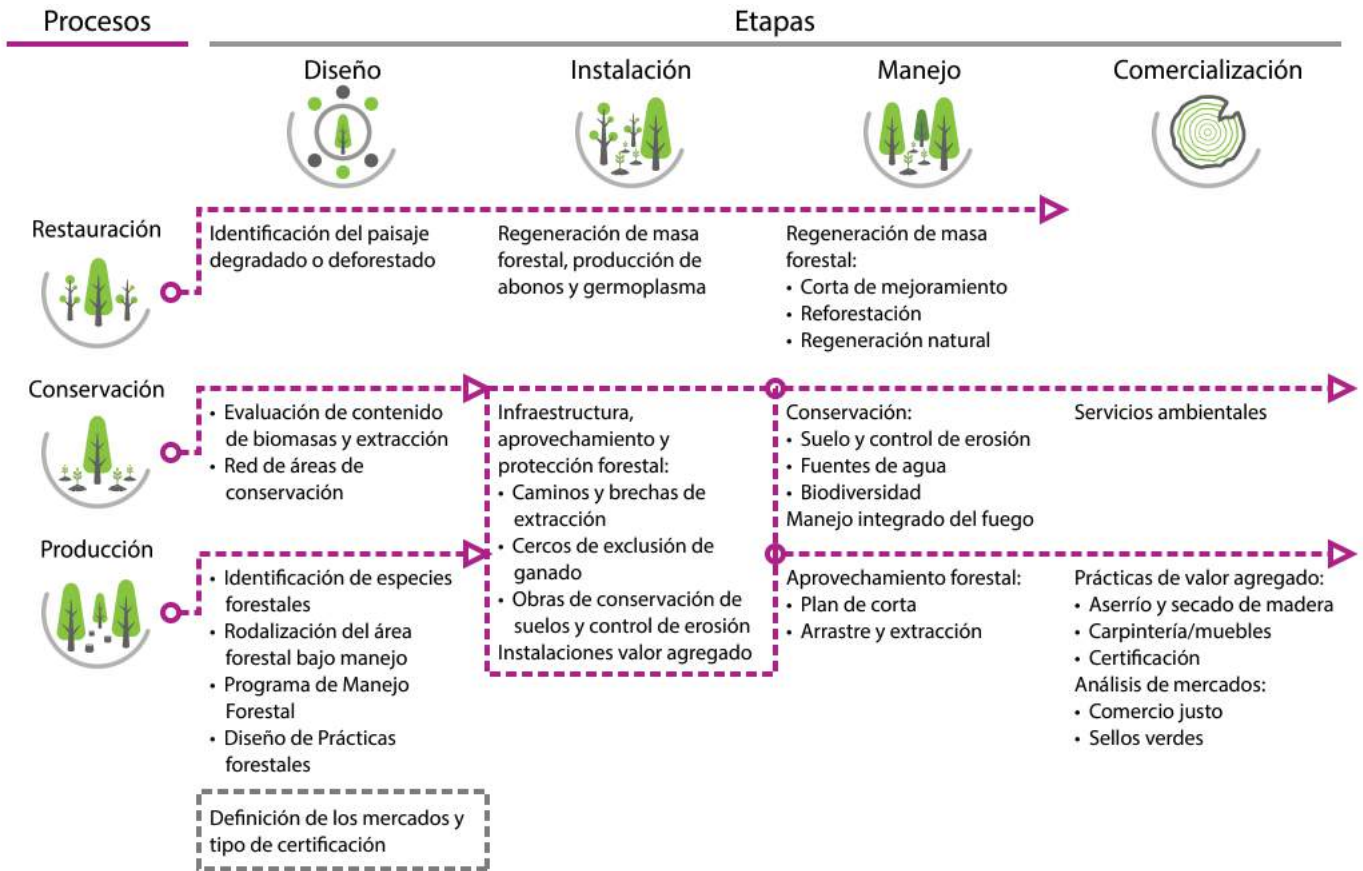 Procesos
Etapas
Diseño
Instalación
Manejo
Comercialización
Restauración
Identificación del paisaje
degradado o deforestado
Regeneración de masa
forestal, producción de
abonos y germoplasma
Regeneración de masa
forestal:
• Corta de mejoramiento
• Reforestación
• Regeneración natural
Conservación
• Evaluación de contenido
de biomasas y extracción
• Red de áreas de
conservación
Infraestructura,
aprovechamiento y
protección forestal:
• Caminos y brechas de
extracción
• Cercos de exclusión de
ganado
• Obras de conservación de
suelos y control de erosión
Instalaciones valor agregado
Conservación:
• Suelo y control de erosión
• Fuentes de agua
• Biodiversidad
Manejo integrado del fuego
Servicios ambientales
Producción
• Identificación de especies
forestales
• Rodalización del área
forestal bajo manejo
• Programa de Manejo
Forestal
• Diseño de Prácticas
forestales
Aprovechamiento forestal:
• Plan de corta
• Arrastre y extracción
Prácticas de valor agregado:
• Aserrío y secado de madera
• Carpintería/muebles
• Certificación
Análisis de mercados:
• Comercio justo
• Sellos verdes
Definición de los mercados y
tipo de certificación